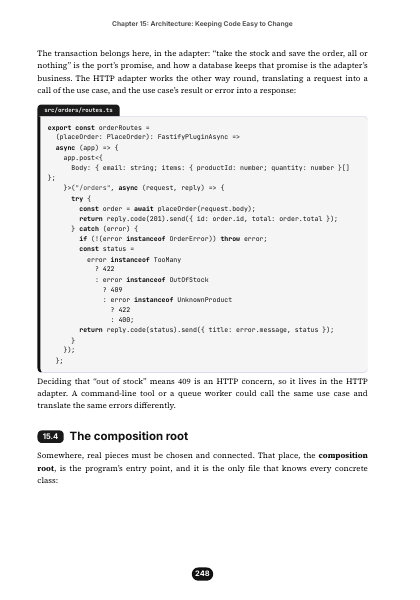 Chapter 15: Architecture: Keeping Code Easy to Change
The transaction belongs here, in the adapter: “take the stock and save the order, all or
nothing” is the port’s promise, and how a database keeps that promise is the adapter’s
business. The HTTP adapter works the other way round, translating a request into a
call of the use case, and the use case’s result or error into a response:
src/orders/routes.ts
export const orderRoutes =
  (placeOrder: PlaceOrder): FastifyPluginAsync =>
  async (app) => {
    app.post<{
      Body: { email: string; items: { productId: number; quantity: number }[]
};
    }>("/orders", async (request, reply) => {
      try {
        const order = await placeOrder(request.body);
        return reply.code(201).send({ id: order.id, total: order.total });
      } catch (error) {
        if (!(error instanceof OrderError)) throw error;
        const status =
          error instanceof TooMany
            ? 422
            : error instanceof OutOfStock
              ? 409
              : error instanceof UnknownProduct
                ? 422
                : 400;
        return reply.code(status).send({ title: error.message, status });
      }
    });
  };
Deciding that “out of stock” means 409 is an HTTP concern, so it lives in the HTTP
adapter. A command-line tool or a queue worker could call the same use case and
translate the same errors differently.
15.4 The composition root
Somewhere, real pieces must be chosen and connected. That place, the composition
root, is the program’s entry point, and it is the only file that knows every concrete
class:
248